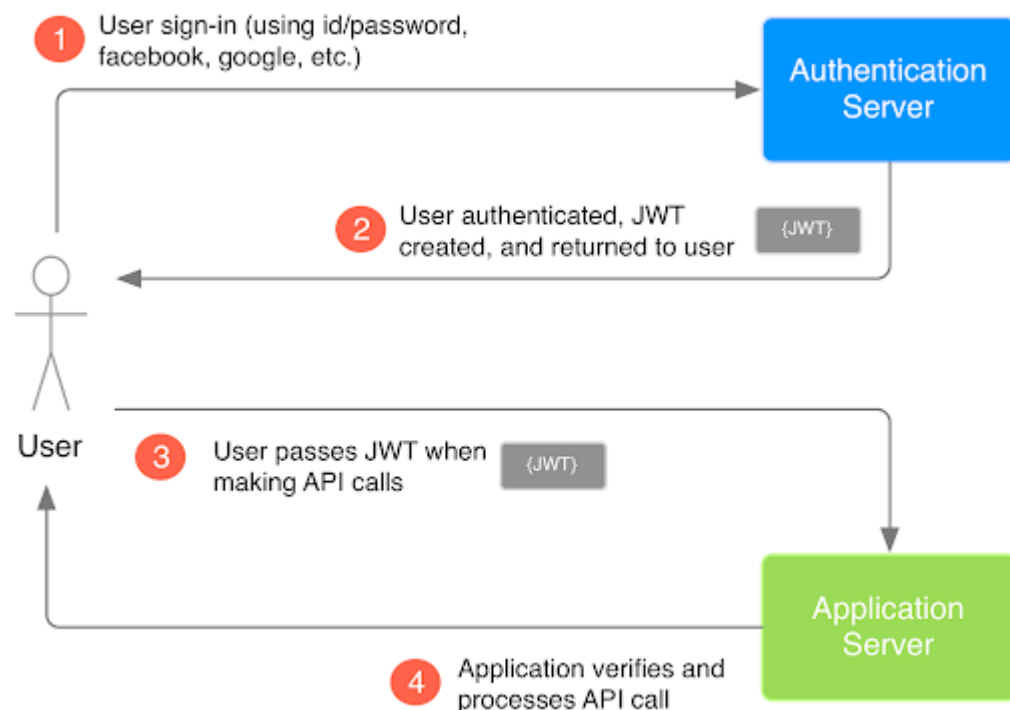 1
User sign-in (using id/password,
facebook, google, etc.)
Authentication
Server
2
User authenticated, JWT
created, and returned to user
{JWT}
User
3
User passes JWT when
making API calls
{JWT}
Application
Server
4
Application verifies and
processes API call